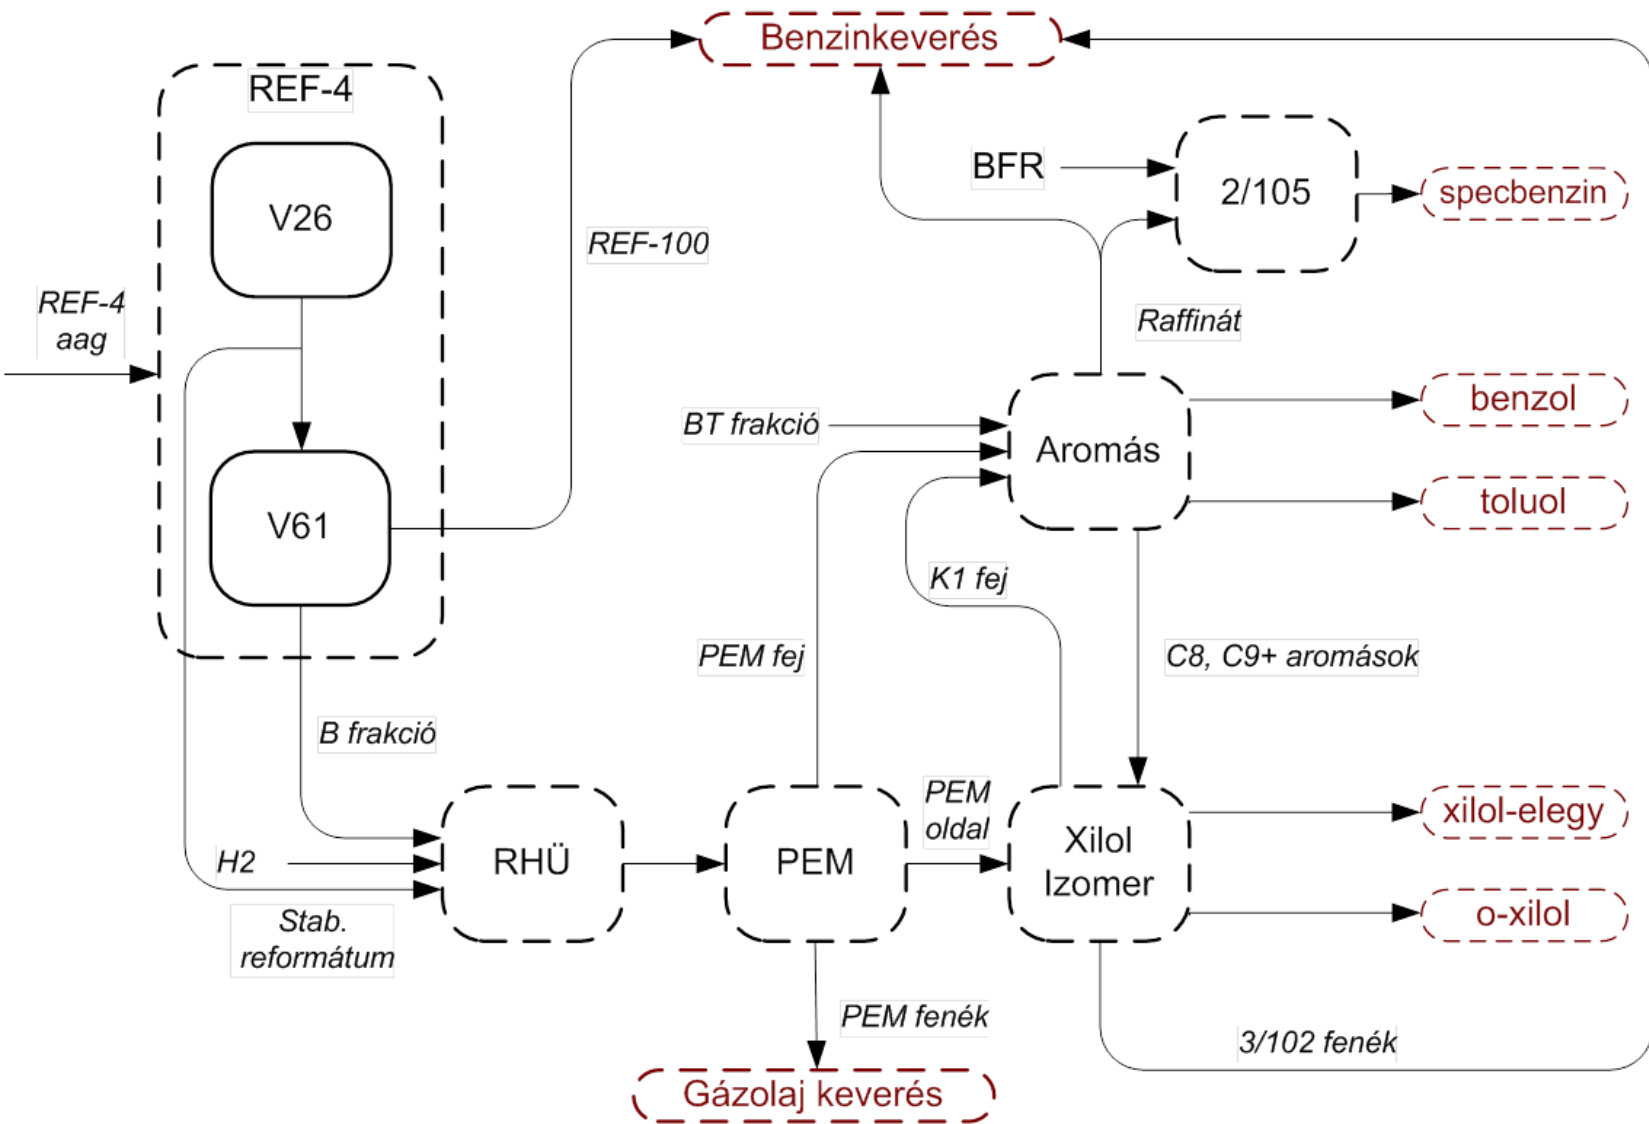 Benzinkeverés
REF-4
V26
BFR
2/105
specbenzin
REF-100
REF-4
aag
Raffinát
benzol
BT frakció
Aromás
toluol
V61
K1 fej
PEM fej
C8, C9+ aromások
B frakció
PEM
oldal
xilol-elegy
H2
RHÜ
PEM
Xilol
Izomer
o-xilol
Stab.
reformátum
PEM fenék
3/102 fenék
Gázolaj keverés